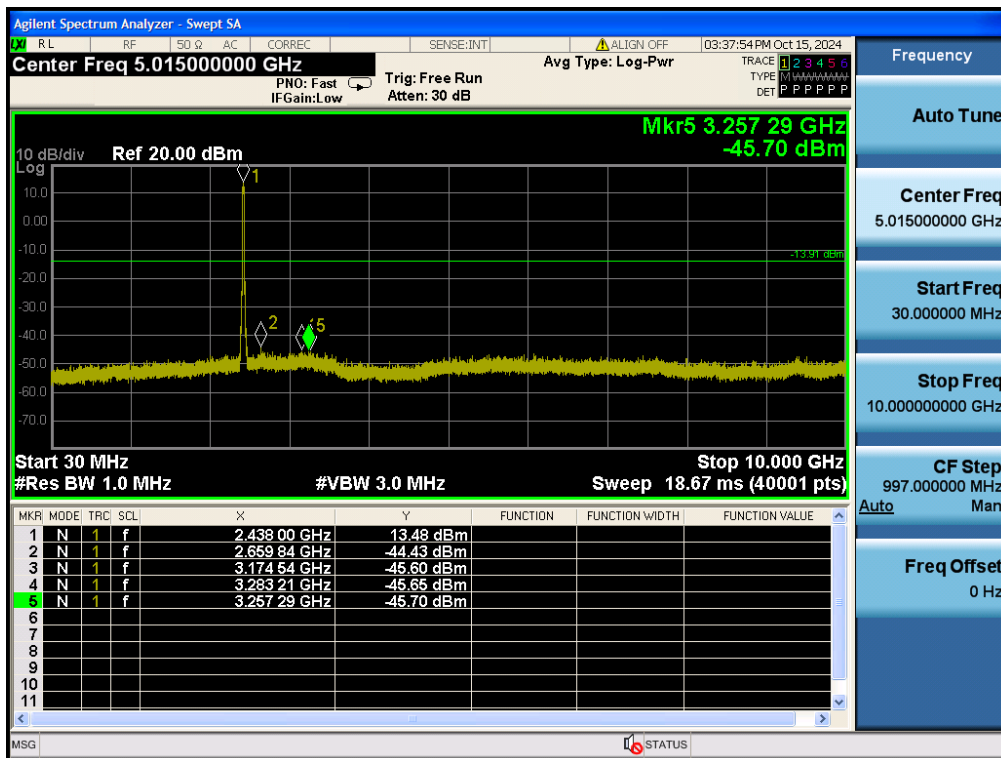 Agilent Spectrum Analyzer - Swept SA
LXI RL RF 50 Ω AC CORREC SENSE:INT ALIGN OFF 03:37:54 PM Oct 15, 2024
Center Freq 5.015000000 GHz
PNO: Fast
IFGain:Low
Trig: Free Run
Atten: 30 dB
Avg Type: Log-Pwr
TRACE 1 2 3 4 5 6
TYPE M
DET P P P P P P
Mkr5 3.257 29 GHz
-45.70 dBm
10 dB/div Ref 20.00 dBm
Log
10.0
0.00
-10.0
-20.0
-30.0
-40.0
-50.0
-60.0
-70.0
1
-13.91 dBm
2
5
Start 30 MHz Stop 10.000 GHz
#Res BW 1.0 MHz #VBW 3.0 MHz Sweep 18.67 ms (40001 pts)
MKR MODE TRC SCL X Y FUNCTION FUNCTION WIDTH FUNCTION VALUE
1 N 1 f 2.438 00 GHz 13.48 dBm
2 N 1 f 2.659 84 GHz -44.43 dBm
3 N 1 f 3.174 54 GHz -45.60 dBm
4 N 1 f 3.283 21 GHz -45.65 dBm
5 N 1 f 3.257 29 GHz -45.70 dBm
6
7
8
9
10
11
MSG STATUS
Frequency
Auto Tune
Center Freq
5.015000000 GHz
Start Freq
30.000000 MHz
Stop Freq
10.000000000 GHz
CF Step
997.000000 MHz
Auto Man
Freq Offset
0 Hz